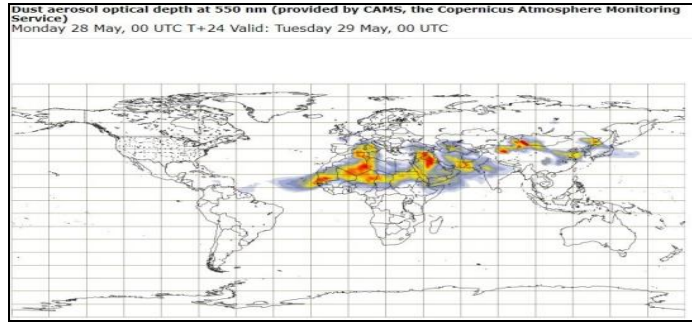 Dust aerosol optical depth at 550 nm (provided by CAMS, the Copernicus Atmosphere Monitoring
Service)
Monday 28 May, 00 UTC T+24 Valid: Tuesday 29 May, 00 UTC